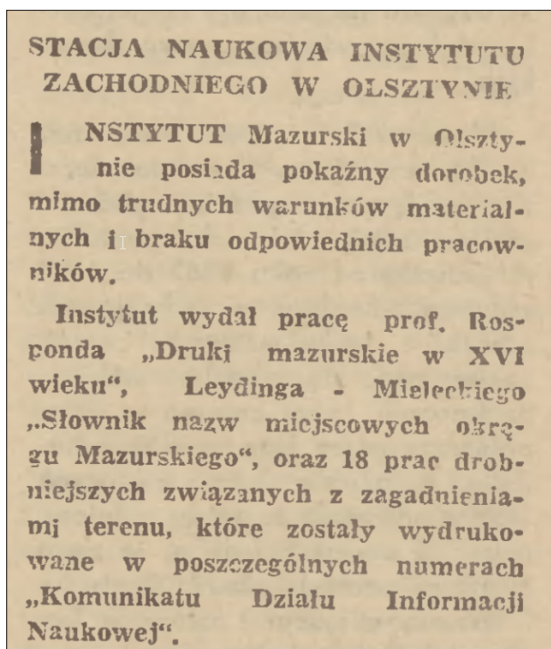 STACJA NAUKOWA INSTYTUTU
ZACHODNIEGO W OLSZTYNIE
INSTYTUT Mazurski w Olszty-
nie posiada pokaźny dorobek,
mimo trudnych warunków material-
nych i braku odpowiednich pracow-
ników.
Instytut wydał pracę prof. Ros-
ponda „Druki mazurskie w XVI
wieku“, Leydinga - Mieleckiego
„Słownik nazw miejscowych okrę-
gu Mazurskiego“, oraz 18 prac drob-
niejszych związanych z zagadnienia-
mi terenu, które zostały wydruko-
wane w poszczególnych numerach
„Komunikatu Działu Informacji
Naukowej“.